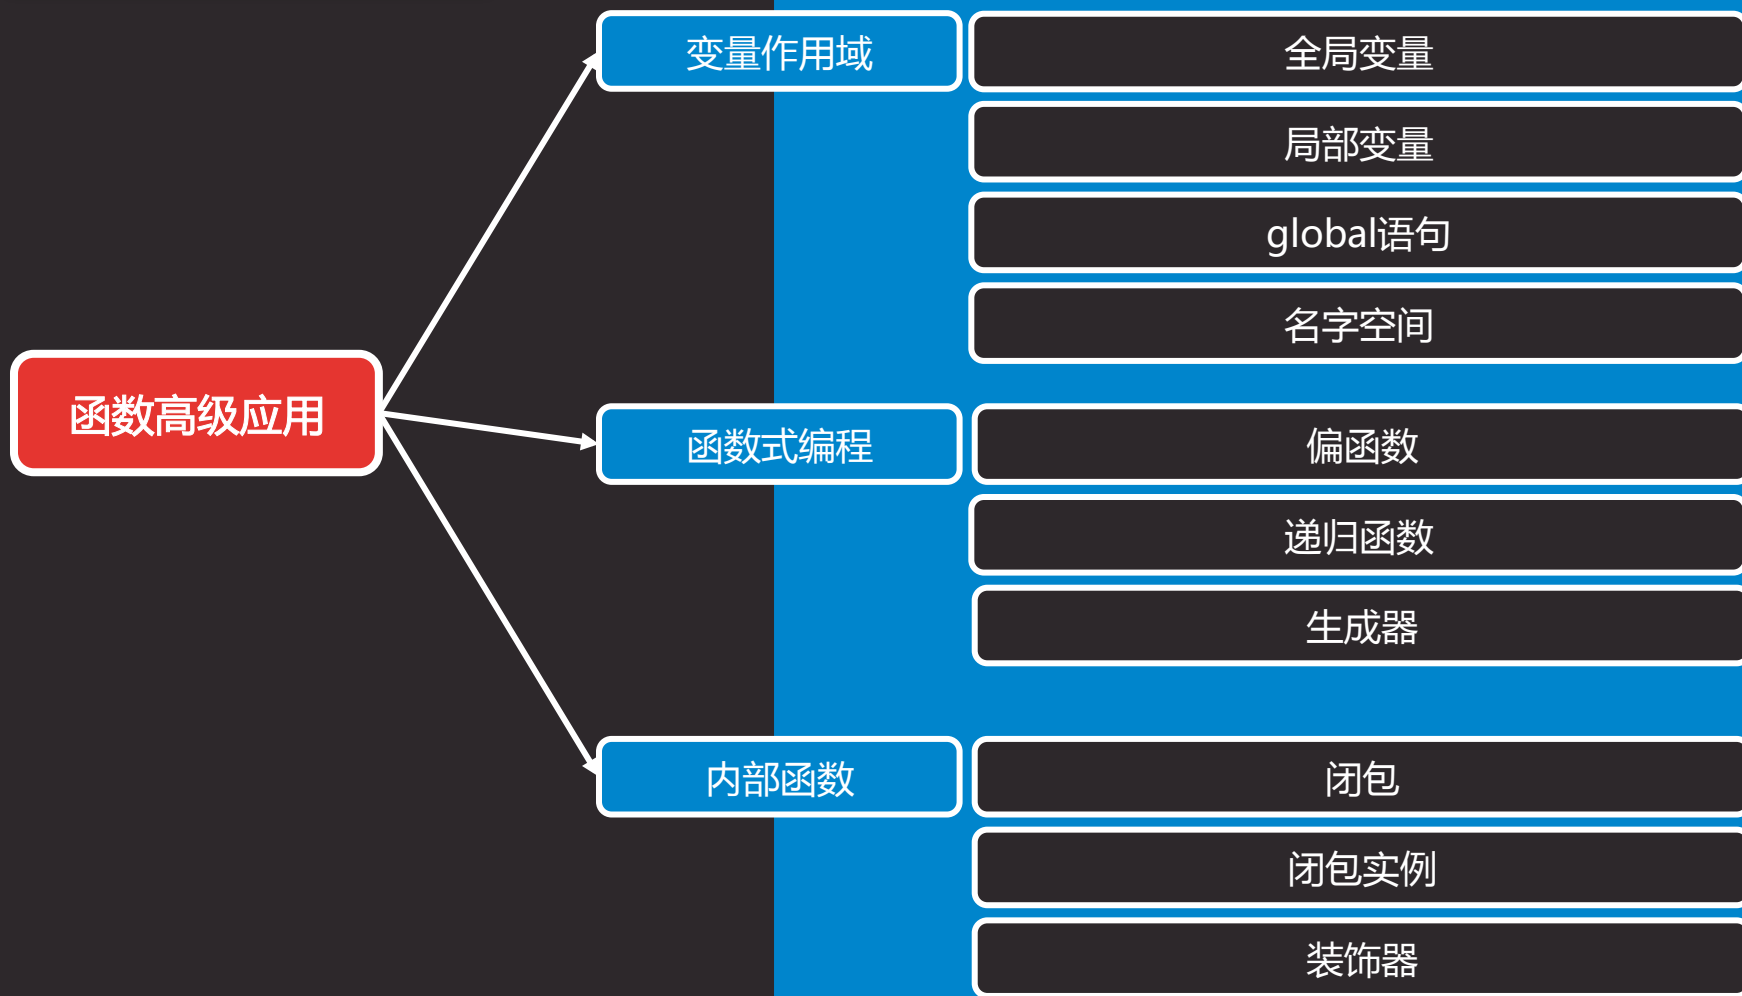 函数高级应用
变量作用域
全局变量
局部变量
global语句
名字空间
函数式编程
偏函数
递归函数
生成器
内部函数
闭包
闭包实例
装饰器